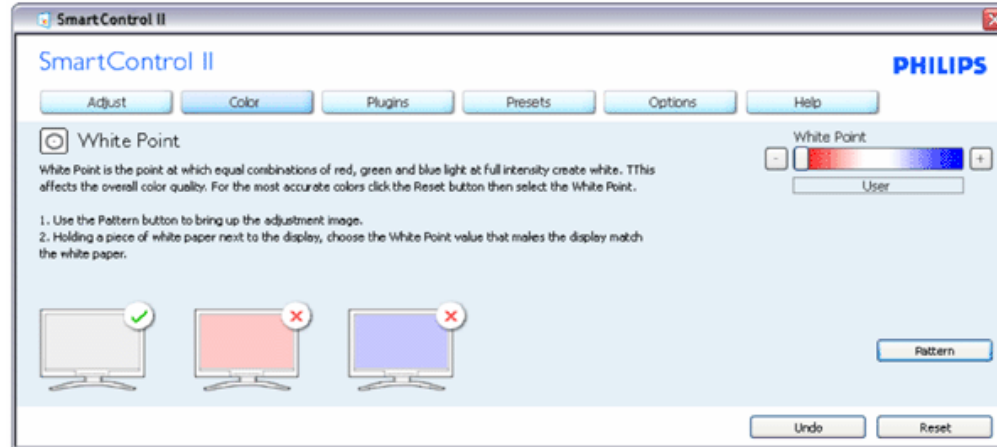 SmartControl II
SmartControl II
PHILIPS
Adjust
Color
Plugins
Presets
Options
Help
White Point
White Point is the point at which equal combinations of red, green and blue light at full intensity create white. TThis
affects the overall color quality. For the most accurate colors click the Reset button then select the White Point.
1. Use the Pattern button to bring up the adjustment image.
2. Holding a piece of white paper next to the display, choose the White Point value that makes the display match
the white paper.
White Point
-
+
User
Pattern
Undo
Reset